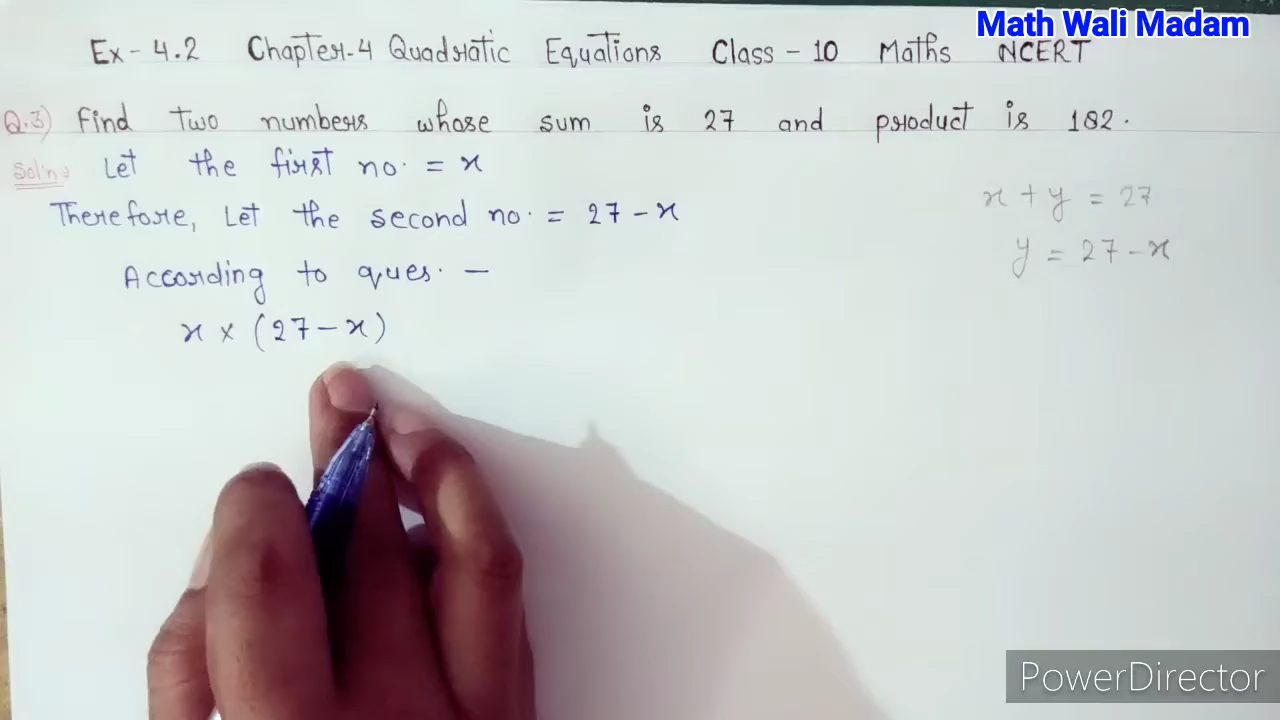 Math Wali Madam
Ex - 4.2 Chapter-4 Quadratic Equations Class - 10 Maths NCERT
Q.3) Find two numbers whose sum is 27 and product is 182.
Soln:- Let the first no. = x
Therefore, Let the second no. = 27 - x
According to ques. -
x × (27 - x)
x + y = 27
y = 27 - x
PowerDirector